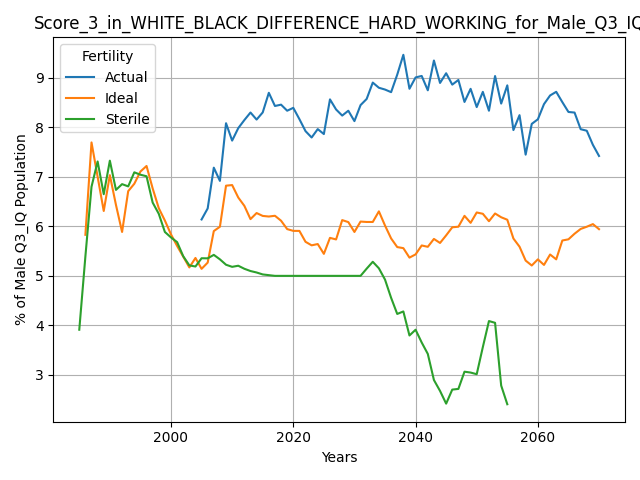 Score_3_in_WHITE_BLACK_DIFFERENCE_HARD_WORKING_for_Male_Q3_IQ
Fertility
Actual
Ideal
Sterile
% of Male Q3_IQ Population
9
8
7
6
5
4
3
2000 2020 2040 2060
Years